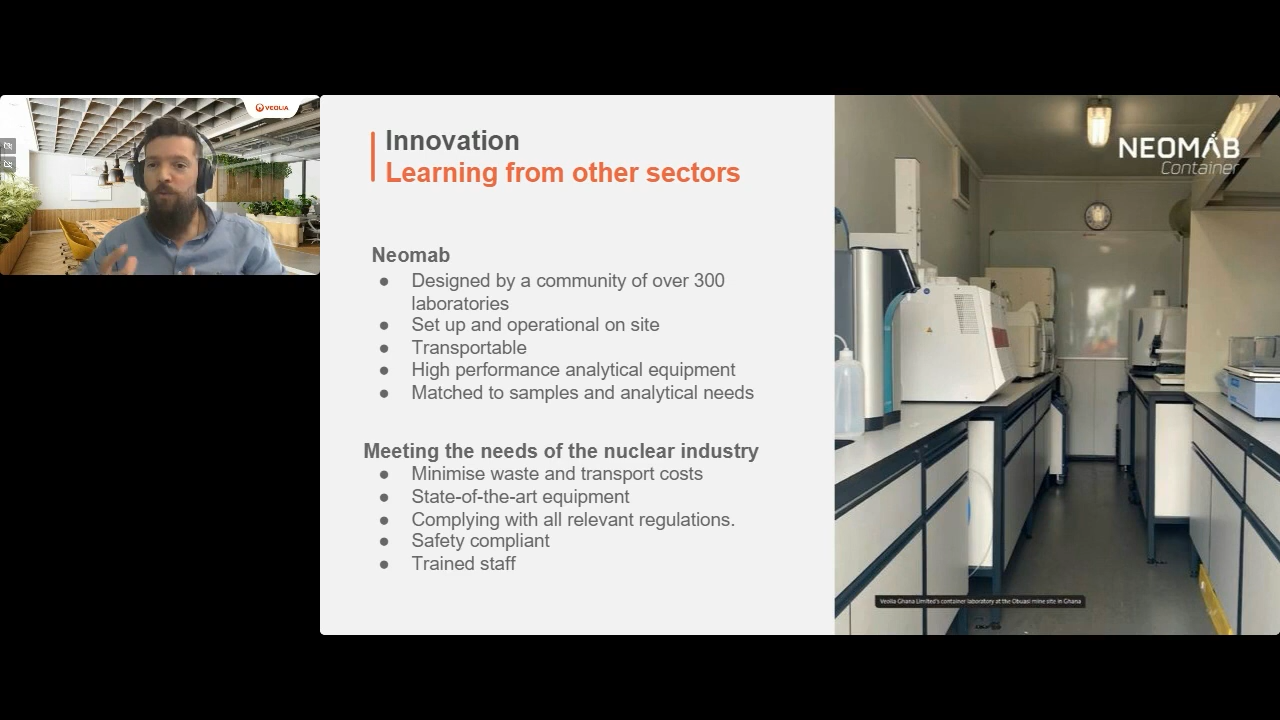 VEOLIA
Innovation
Learning from other sectors
Neomab
● Designed by a community of over 300
laboratories
● Set up and operational on site
● Transportable
● High performance analytical equipment
● Matched to samples and analytical needs
Meeting the needs of the nuclear industry
● Minimise waste and transport costs
● State-of-the-art equipment
● Complying with all relevant regulations.
● Safety compliant
● Trained staff
NEOMAB
Container
Veolia Ghana Limited's container laboratory at the Obuasi mine site in Ghana